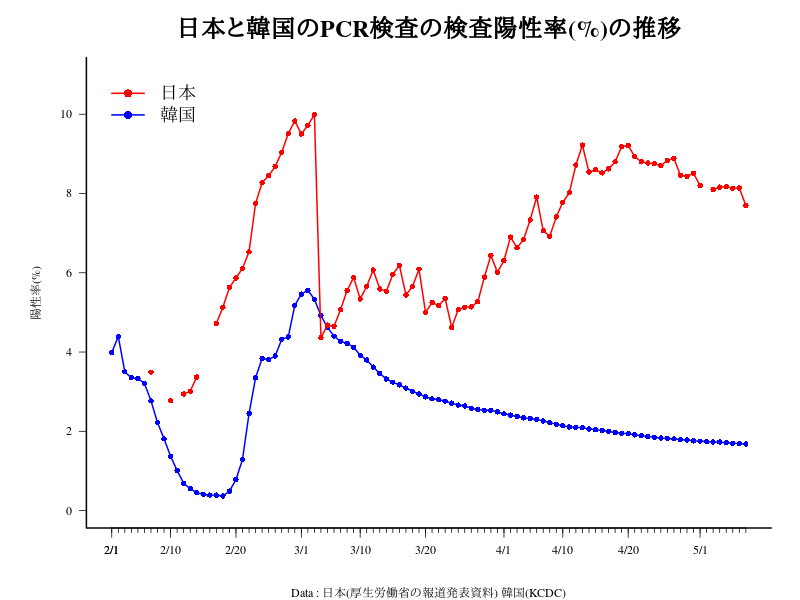 日本と韓国のPCR検査の検査陽性率(%)の推移
日本
韓国
10
8
6
4
2
0
陽性率(%)
2/1 2/10 2/20 3/1 3/10 3/20 4/1 4/10 4/20 5/1
Data : 日本(厚生労働省の報道発表資料) 韓国(KCDC)